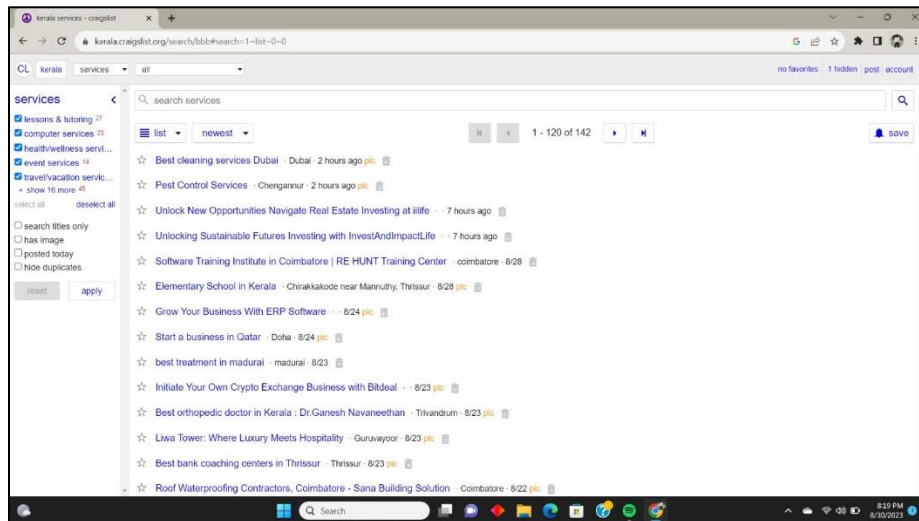 kerala services - craigslist
kerala.craigslist.org/search/bbb#search=1~list~0~0
CL kerala services all no favorites 1 hidden post account
services
search services
lessons & tutoring 27
computer services 23
health/wellness servi...
event services 14
travel/vacation servic...
+ show 16 more 45
select all deselect all
search titles only
has image
posted today
hide duplicates
reset apply
list newest 1 - 120 of 142 save
Best cleaning services Dubai · Dubai · 2 hours ago pic
Pest Control Services · Chengannur · 2 hours ago pic
Unlock New Opportunities Navigate Real Estate Investing at iilife · · 7 hours ago
Unlocking Sustainable Futures Investing with InvestAndImpactLife · · 7 hours ago
Software Training Institute in Coimbatore | RE HUNT Training Center · coimbatore · 8/28
Elementary School in Kerala · Chirakkakode near Mannuthy, Thrissur · 8/28 pic
Grow Your Business With ERP Software · · 8/24 pic
Start a business in Qatar · Doha · 8/24 pic
best treatment in madurai · madurai · 8/23
Initiate Your Own Crypto Exchange Business with Bitdeal · · 8/23 pic
Best orthopedic doctor in Kerala : Dr.Ganesh Navaneethan · Trivandrum · 8/23 pic
Liwa Tower: Where Luxury Meets Hospitality · Guruvayoor · 8/23 pic
Best bank coaching centers in Thrissur · Thrissur · 8/23 pic
Roof Waterproofing Contractors, Coimbatore - Sana Building Solution · Coimbatore · 8/22 pic
Search
8:19 PM
8/30/2023